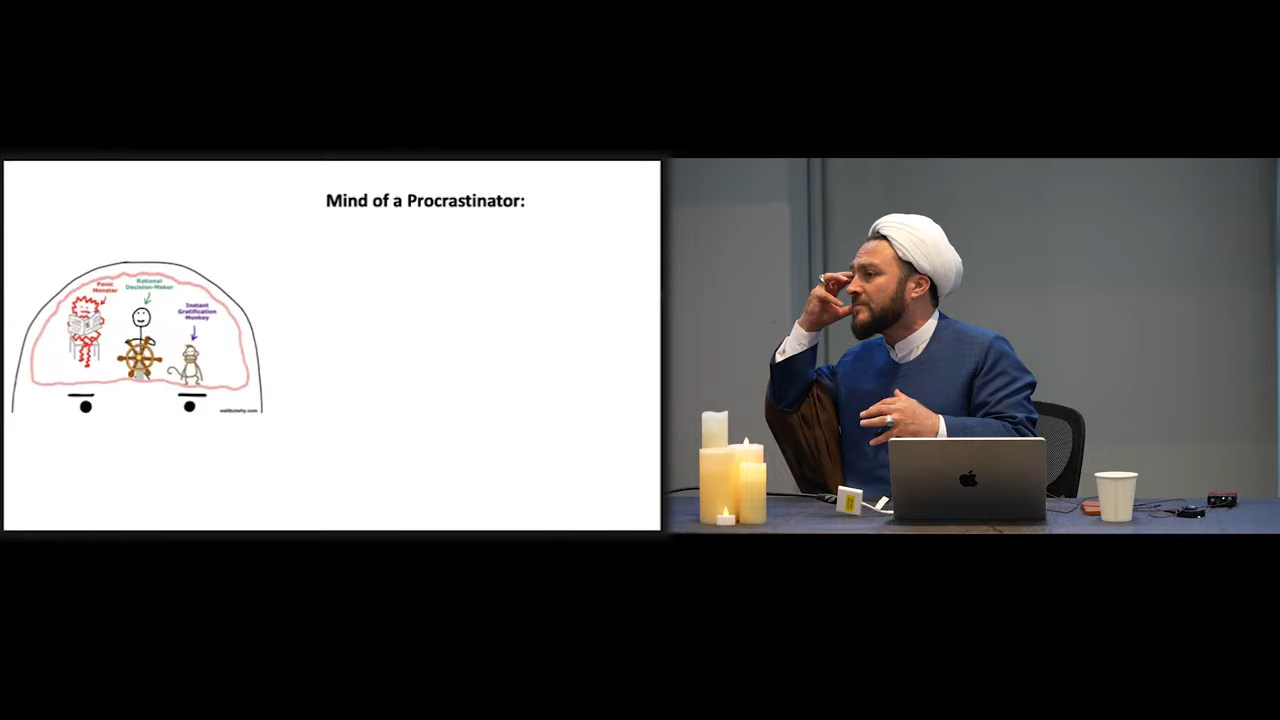 Mind of a Procrastinator:
Panic
Monster
Rational
Decision-Maker
Instant
Gratification
Monkey
waitbutwhy.com